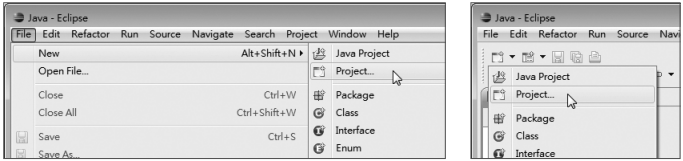 Java - Eclipse
File Edit Refactor Run Source Navigate Search Project Window Help
New Alt+Shift+N
Open File...
Close Ctrl+W
Close All Ctrl+Shift+W
Save Ctrl+S
Save As...
Java Project
Project...
Package
Class
Interface
Enum
Java - Eclipse
File Edit Refactor Run Source Navi
Java Project
Project...
Package
Class
Interface